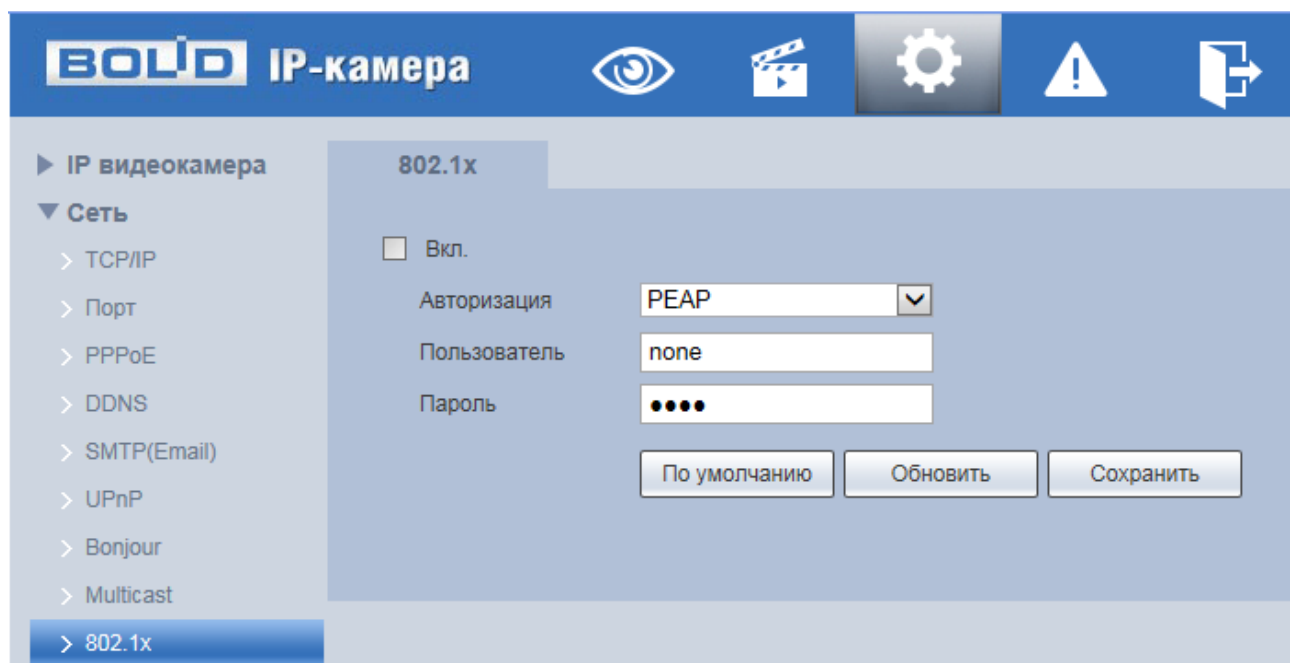 BOLID IP-камера
IP видеокамера
Сеть
TCP/IP
Порт
PPPoE
DDNS
SMTP(Email)
UPnP
Bonjour
Multicast
802.1x
802.1x
Вкл.
Авторизация PEAP
Пользователь none
Пароль ●●●●
По умолчанию Обновить Сохранить